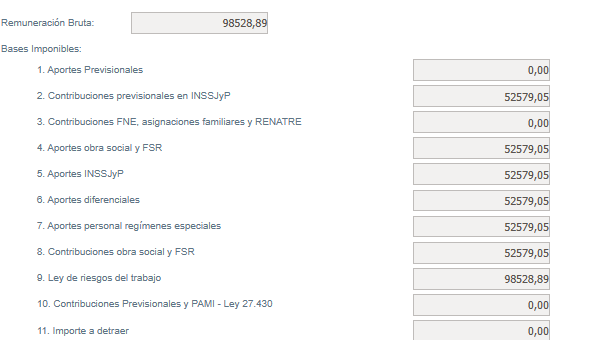 Remuneración Bruta: 98528,89
Bases Imponibles:
1. Aportes Previsionales 0,00
2. Contribuciones previsionales en INSSJyP 52579,05
3. Contribuciones FNE, asignaciones familiares y RENATRE 0,00
4. Aportes obra social y FSR 52579,05
5. Aportes INSSJyP 52579,05
6. Aportes diferenciales 52579,05
7. Aportes personal regímenes especiales 52579,05
8. Contribuciones obra social y FSR 52579,05
9. Ley de riesgos del trabajo 98528,89
10. Contribuciones Previsionales y PAMI - Ley 27.430 0,00
11. Importe a detraer 0,00